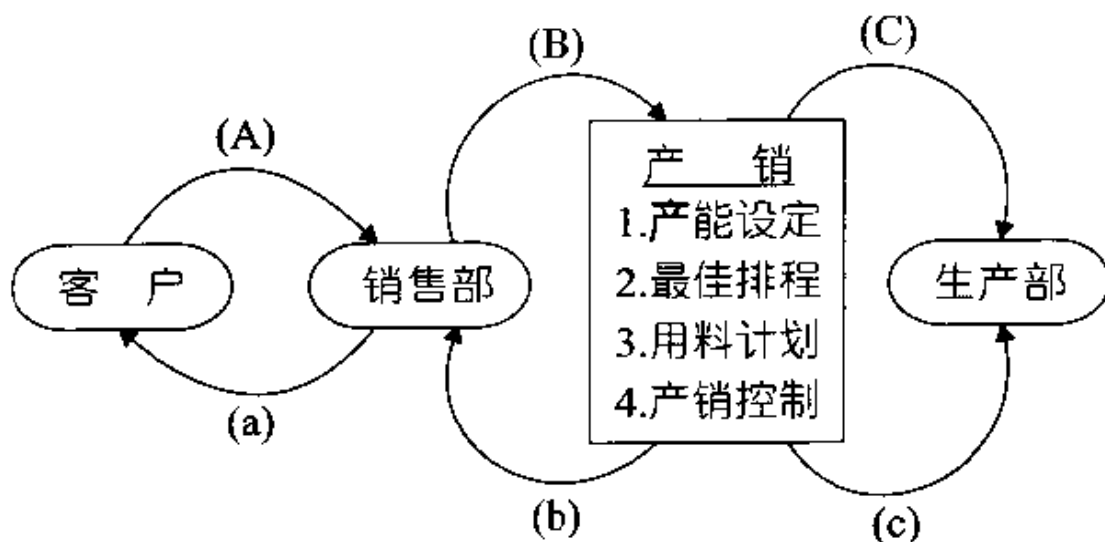 (A)
(B)
(C)
客 户
销售部
产 销
1.产能设定
2.最佳排程
3.用料计划
4.产销控制
生产部
(a)
(b)
(c)